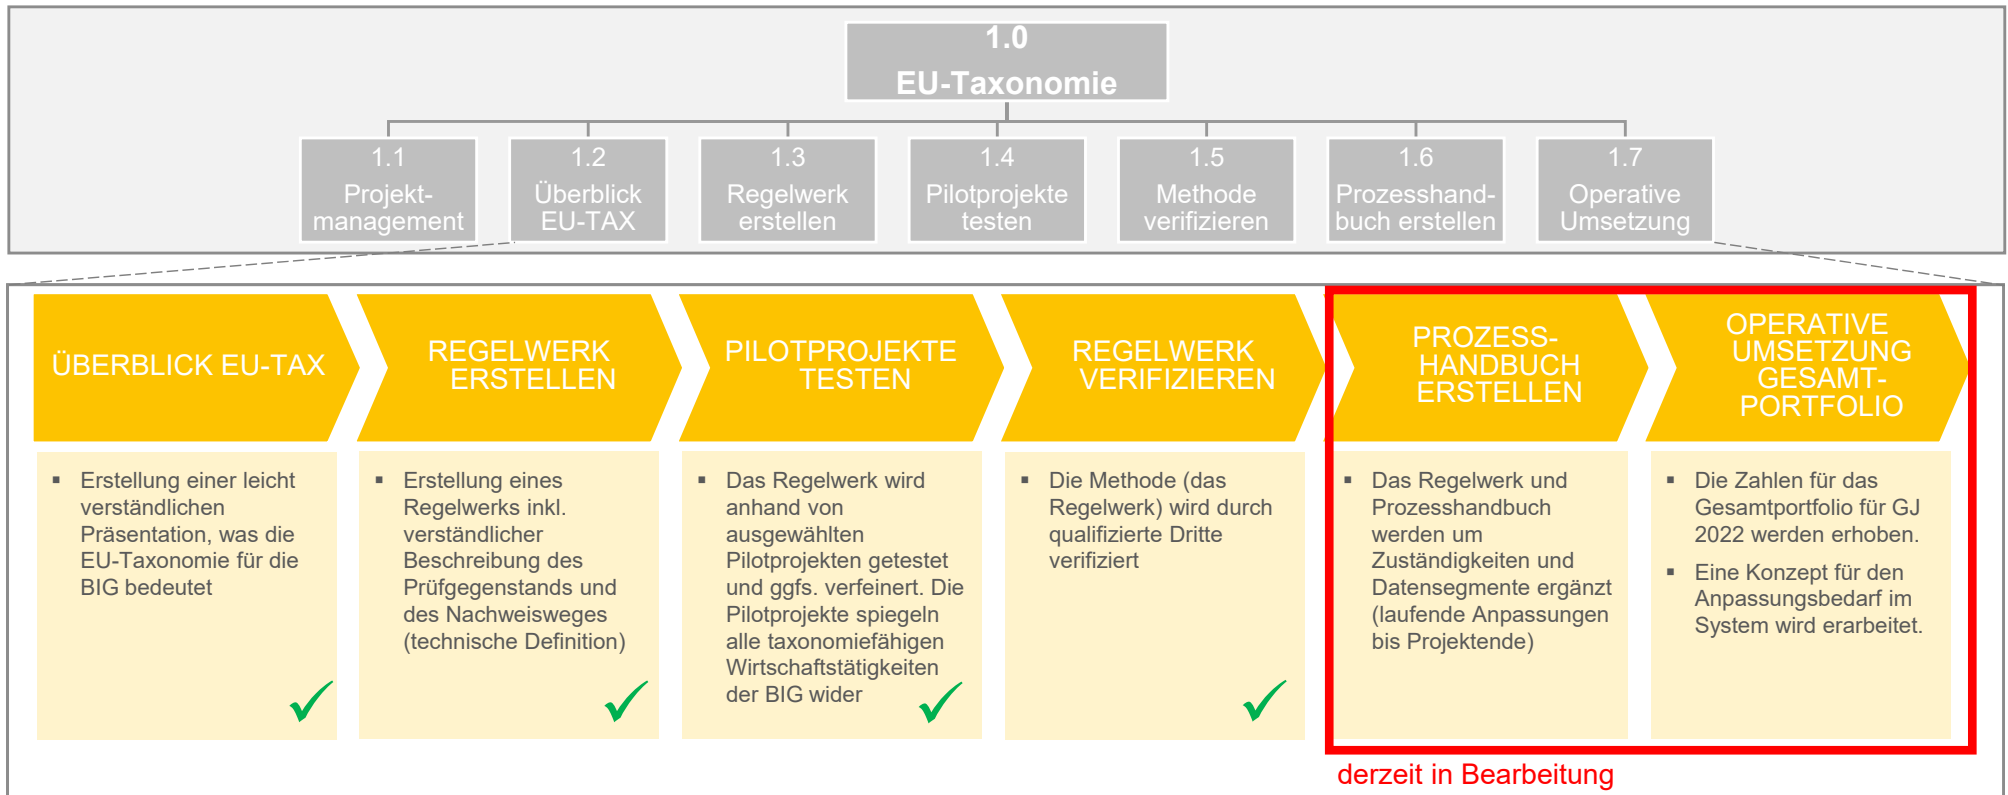 1.0
EU-Taxonomie
1.1
Projekt-
management
1.2
Überblick
EU-TAX
1.3
Regelwerk
erstellen
1.4
Pilotprojekte
testen
1.5
Methode
verifizieren
1.6
Prozesshand-
buch erstellen
1.7
Operative
Umsetzung
ÜBERBLICK EU-TAX
REGELWERK
ERSTELLEN
PILOTPROJEKTE
TESTEN
REGELWERK
VERIFIZIEREN
PROZESS-
HANDBUCH
ERSTELLEN
OPERATIVE
UMSETZUNG
GESAMT-
PORTFOLIO
▪ Erstellung einer leicht
verständlichen
Präsentation, was die
EU-Taxonomie für die
BIG bedeutet
▪ Erstellung eines
Regelwerks inkl.
verständlicher
Beschreibung des
Prüfgegenstands und
des Nachweisweges
(technische Definition)
▪ Das Regelwerk wird
anhand von
ausgewählten
Pilotprojekten getestet
und ggfs. verfeinert. Die
Pilotprojekte spiegeln
alle taxonomiefähigen
Wirtschaftstätigkeiten
der BIG wider
▪ Die Methode (das
Regelwerk) wird durch
qualifizierte Dritte
verifiziert
▪ Das Regelwerk und
Prozesshandbuch
werden um
Zuständigkeiten und
Datensegmente ergänzt
(laufende Anpassungen
bis Projektende)
▪ Die Zahlen für das
Gesamtportfolio für GJ
2022 werden erhoben.
▪ Eine Konzept für den
Anpassungsbedarf im
System wird erarbeitet.
derzeit in Bearbeitung